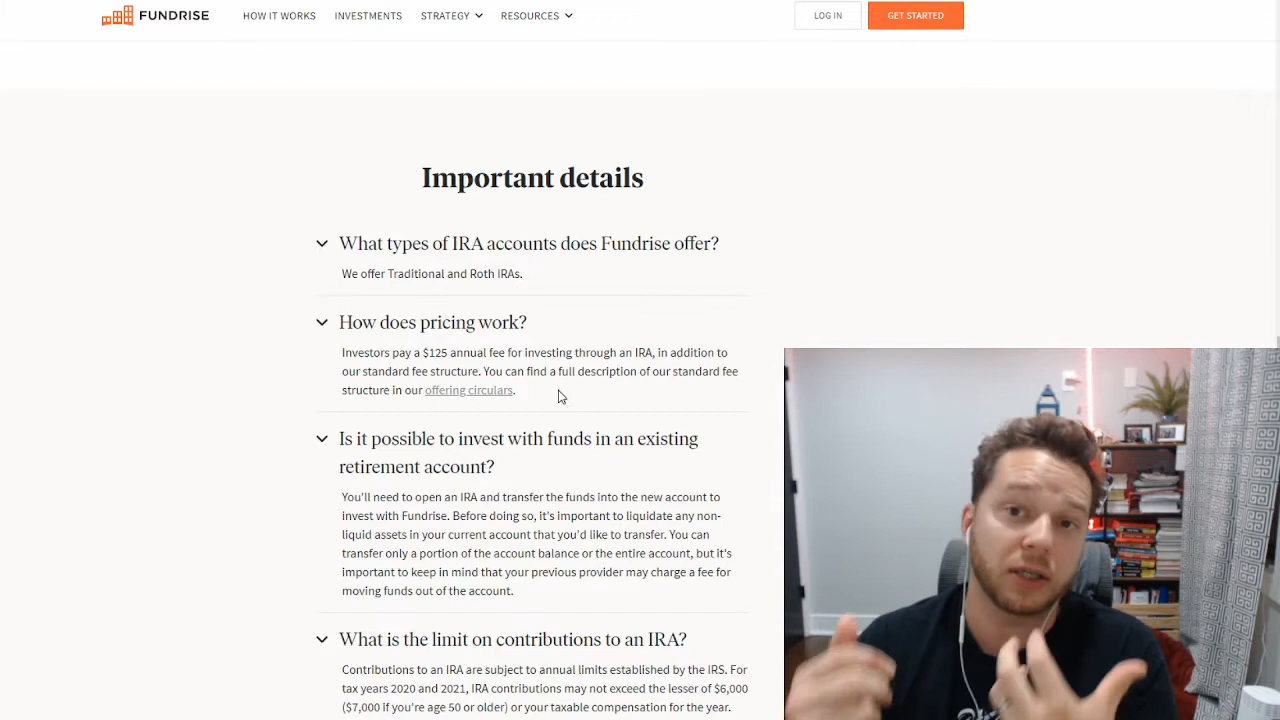 FUNDRISE
HOW IT WORKS
INVESTMENTS
STRATEGY
RESOURCES
LOG IN
GET STARTED
Important details
What types of IRA accounts does Fundrise offer?
We offer Traditional and Roth IRAs.
How does pricing work?
Investors pay a $125 annual fee for investing through an IRA, in addition to
our standard fee structure. You can find a full description of our standard fee
structure in our offering circulars.
Is it possible to invest with funds in an existing
retirement account?
You'll need to open an IRA and transfer the funds into the new account to
invest with Fundrise. Before doing so, it's important to liquidate any non-
liquid assets in your current account that you'd like to transfer. You can
transfer only a portion of the account balance or the entire account, but it's
important to keep in mind that your previous provider may charge a fee for
moving funds out of the account.
What is the limit on contributions to an IRA?
Contributions to an IRA are subject to annual limits established by the IRS. For
tax years 2020 and 2021, IRA contributions may not exceed the lesser of $6,000
($7,000 if you're age 50 or older) or your taxable compensation for the year.